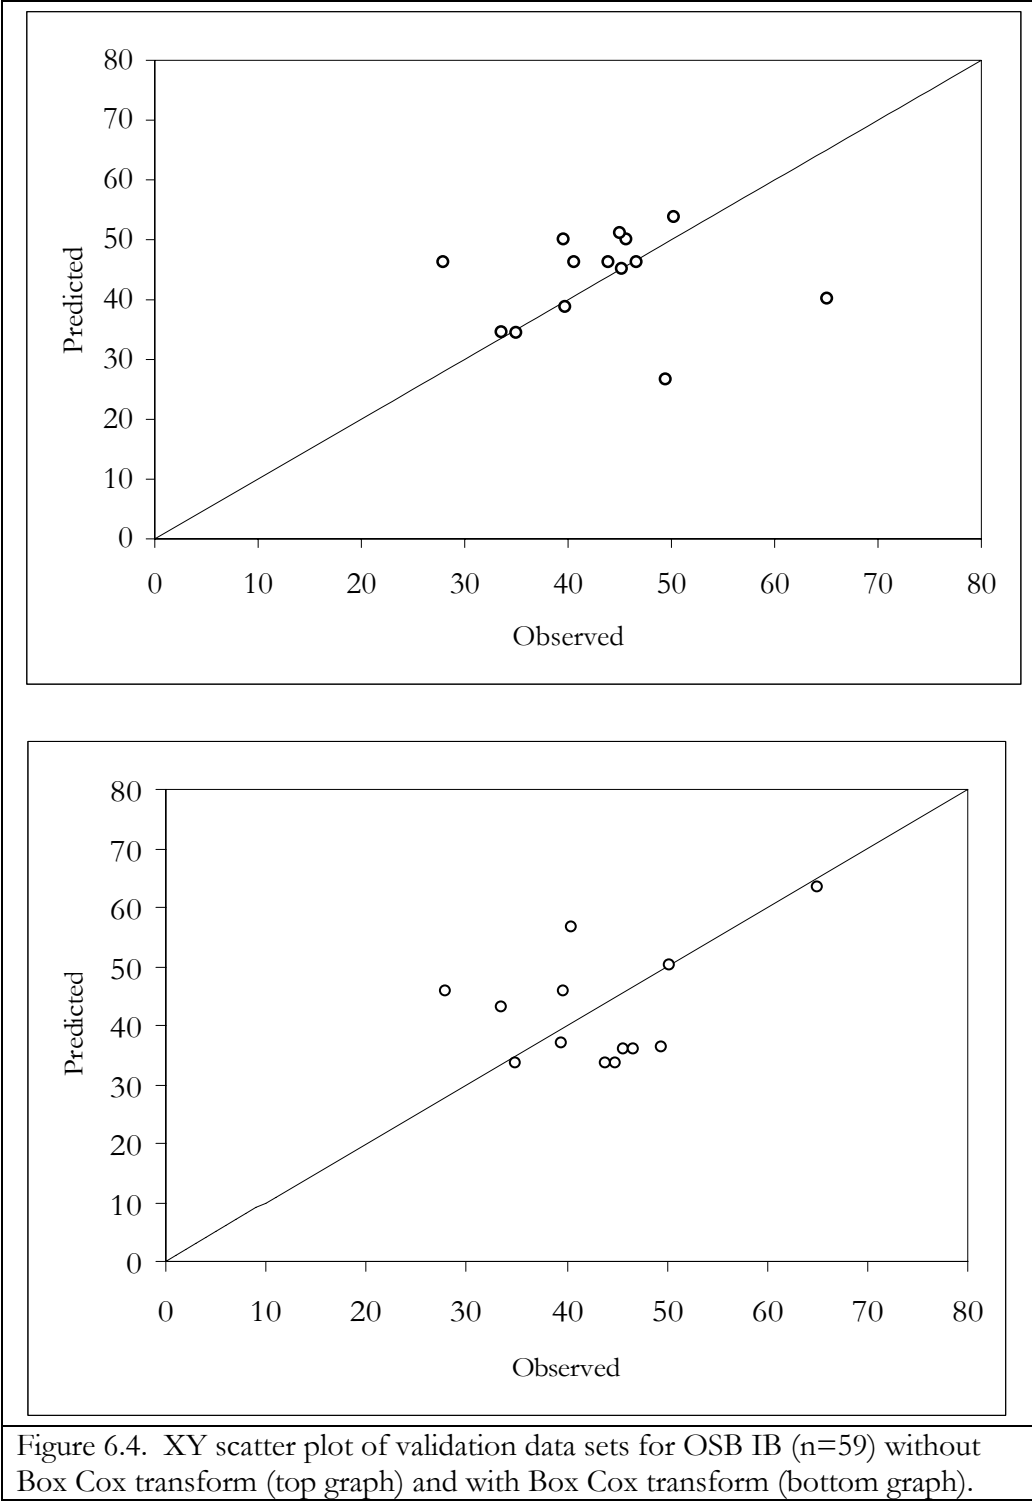 80
70
60
50
40
30
20
10
0
Predicted
0 10 20 30 40 50 60 70 80
Observed
80
70
60
50
40
30
20
10
0
Predicted
0 10 20 30 40 50 60 70 80
Observed
Figure 6.4. XY scatter plot of validation data sets for OSB IB (n=59) without
Box Cox transform (top graph) and with Box Cox transform (bottom graph).